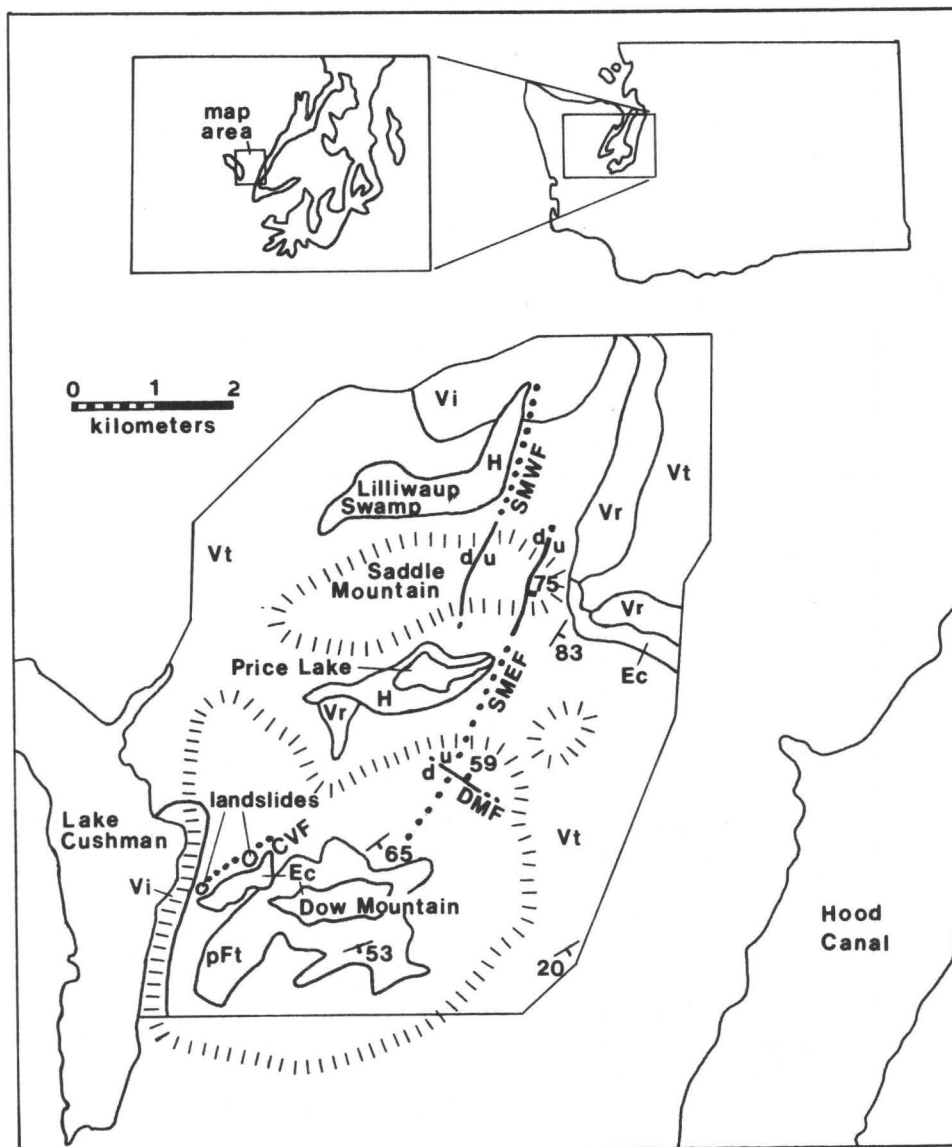 map
area
0 1 2
kilometers
Vi
H
Lilliwaup
Swamp
SMWF
Vt
Vr
Vt
d u
d u
Saddle
Mountain
75
Vr
83
Ec
Price Lake
H
SMEF
Vr
d u
59
DMF
landslides
Lake
Cushman
CVF
Vt
65
Ec
Vi
Dow Mountain
Hood
Canal
pFt
53
20